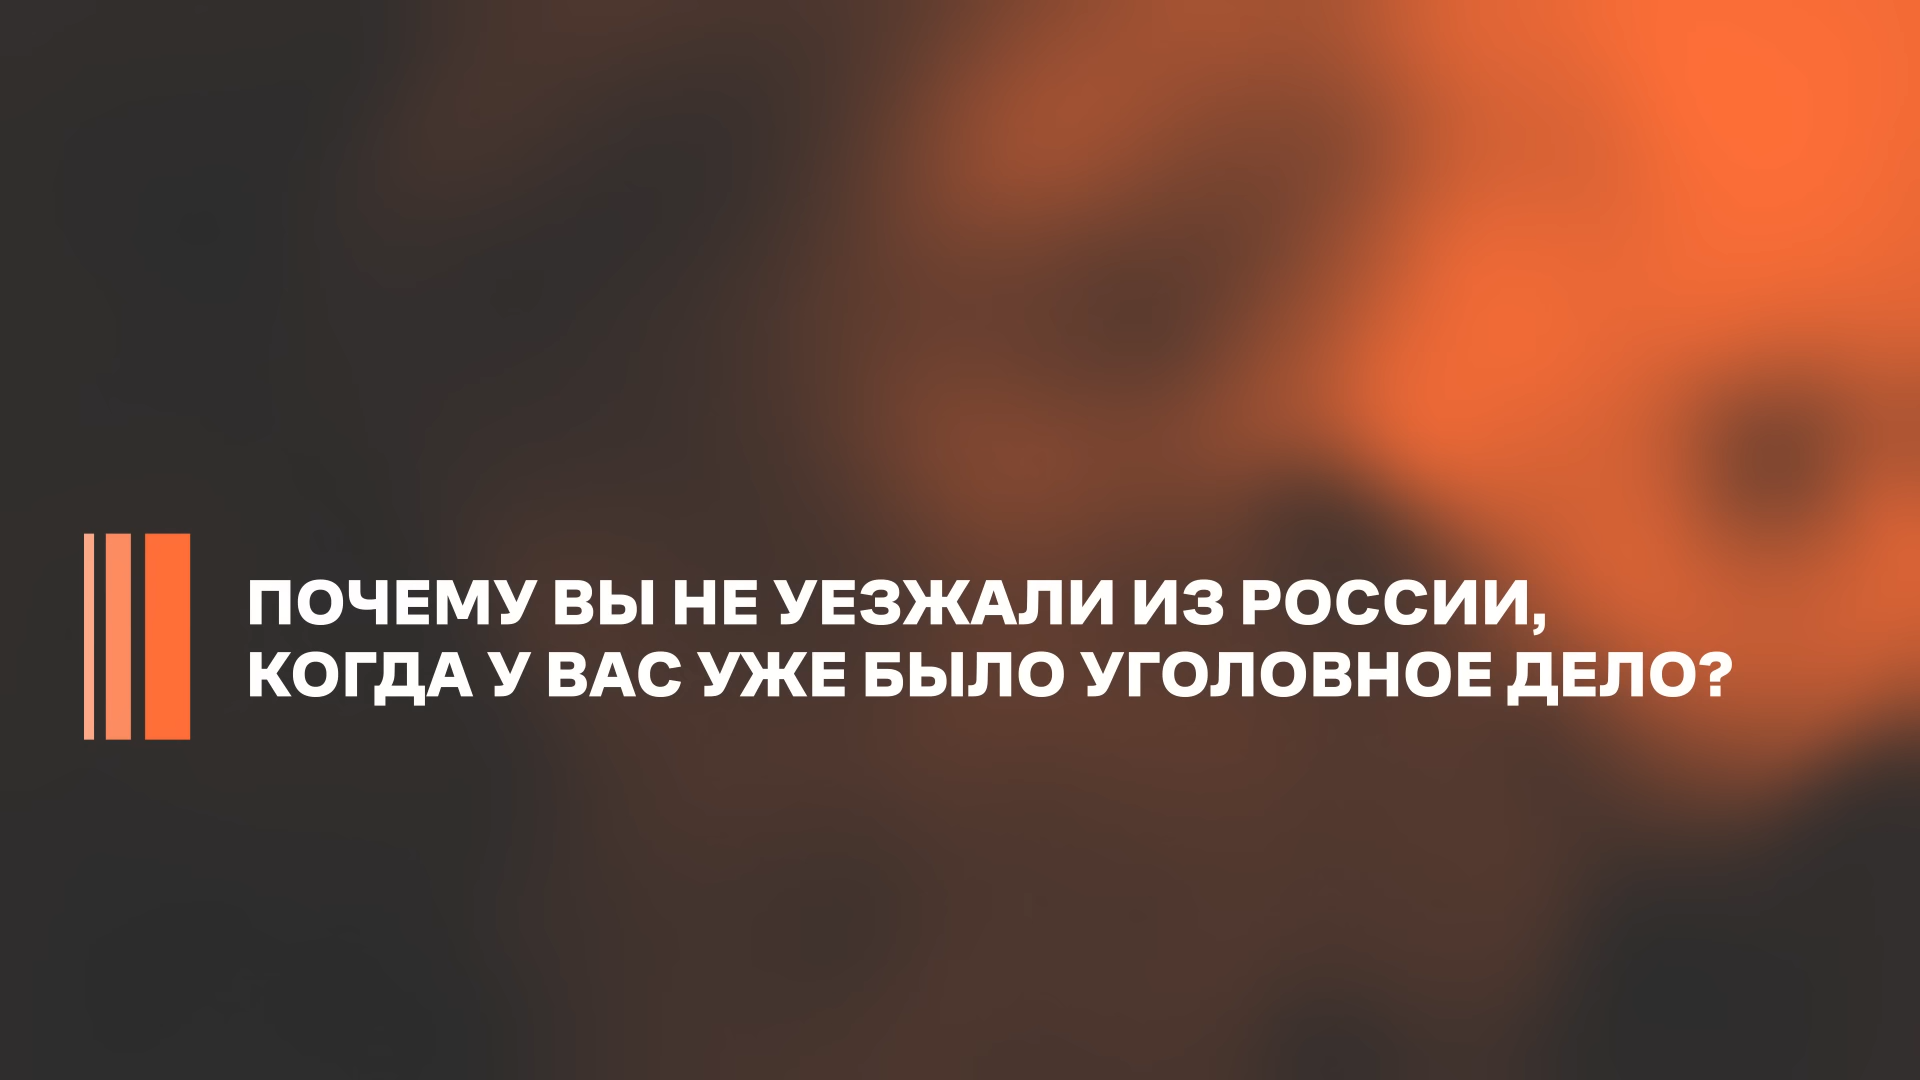 ПОЧЕМУ ВЫ НЕ УЕЗЖАЛИ ИЗ РОССИИ,
КОГДА У ВАС УЖЕ БЫЛО УГОЛОВНОЕ ДЕЛО?